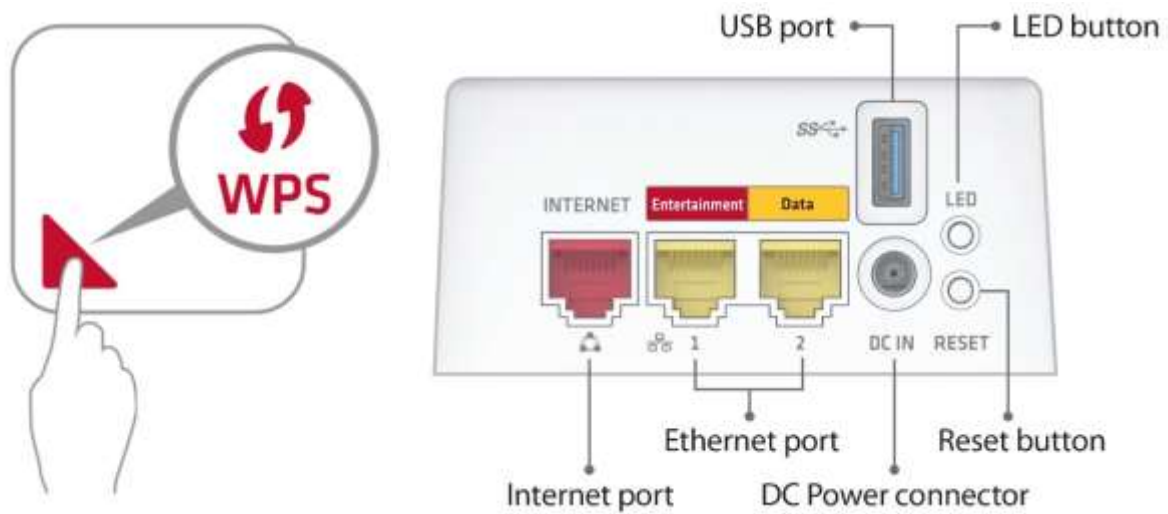 WPS
USB port
LED button
SS
INTERNET
Entertainment
Data
LED
1
2
DC IN
RESET
Ethernet port
Reset button
Internet port
DC Power connector